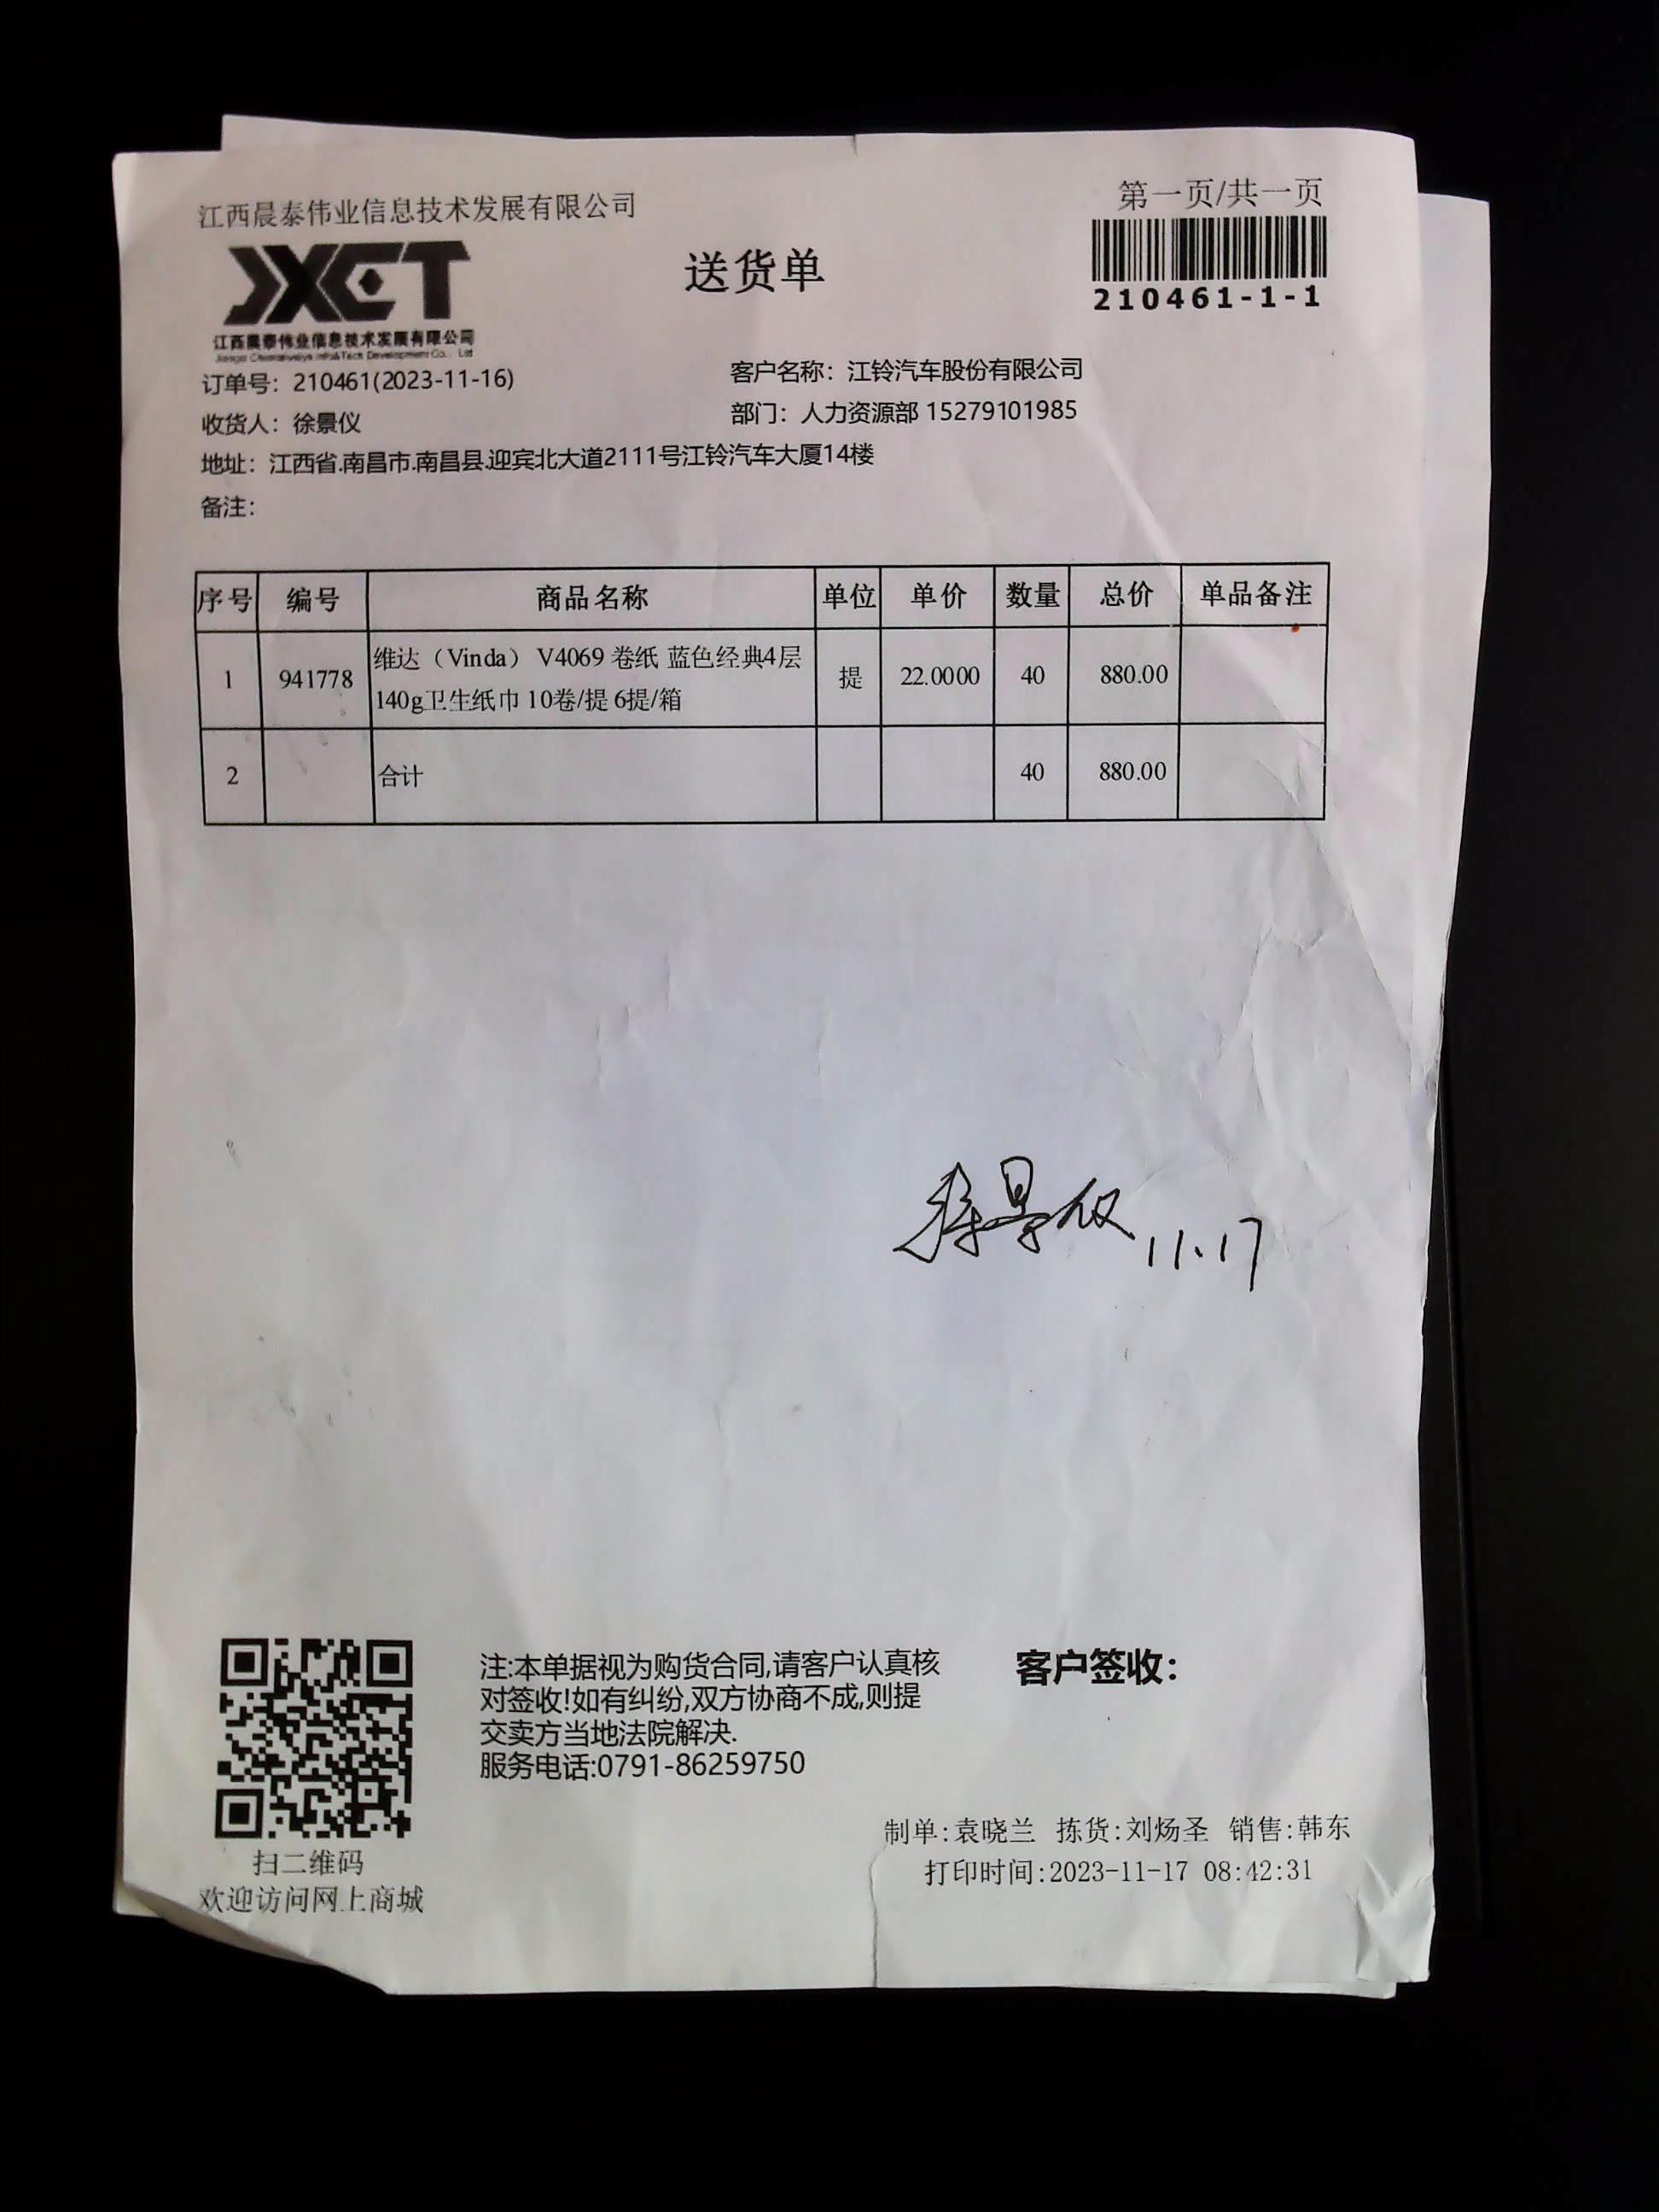 江西晨泰伟业信息技术发展有限公司
第一页/共一页
JXCT
送货单
210461-1-1
江西晨泰伟业信息技术发展有限公司
订单号：210461(2023-11-16)
客户名称：江铃汽车股份有限公司
收货人：徐景仪
部门：人力资源部 15279101985
地址：江西省.南昌市.南昌县.迎宾北大道2111号江铃汽车大厦14楼
备注：
序号 编号 商品名称 单位 单价 数量 总价 单品备注
1 941778 维达（Vinda） V4069 卷纸 蓝色经典4层 提 22.0000 40 880.00
140g卫生纸巾 10卷/提 6提/箱
2 合计 40 880.00
徐景仪 11.17
注:本单据视为购货合同,请客户认真核
对签收!如有纠纷,双方协商不成,则提
交卖方当地法院解决.
服务电话:0791-86259750
客户签收：
制单:袁晓兰 拣货:刘炀圣 销售:韩东
打印时间:2023-11-17 08:42:31
扫二维码
欢迎访问网上商城